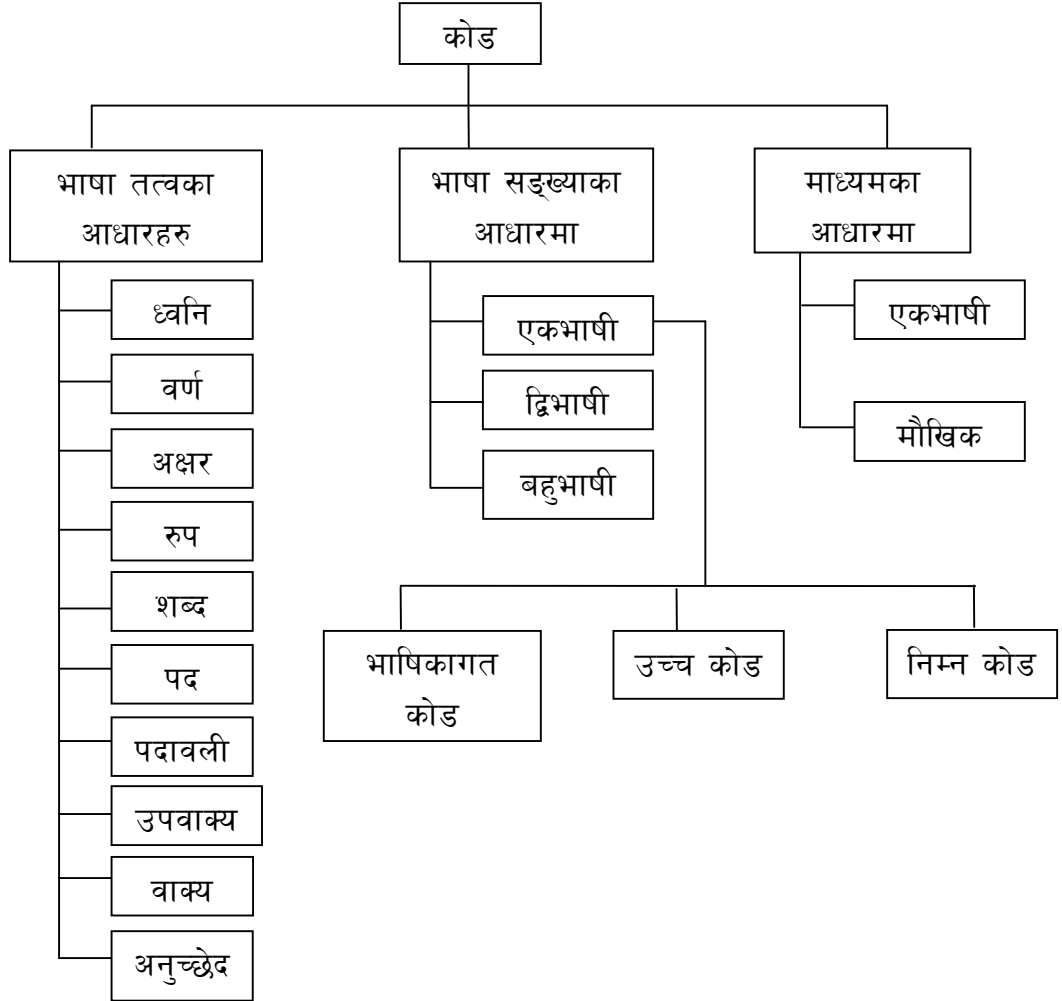 कोड
भाषा तत्वका
आधारहरु
ध्वनि
वर्ण
अक्षर
रुप
शब्द
पद
पदावली
उपवाक्य
वाक्य
अनुच्छेद
भाषा सङ्ख्याका
आधारमा
एकभाषी
द्विभाषी
बहुभाषी
भाषिकागत
कोड
उच्च कोड
निम्न कोड
माध्यमका
आधारमा
एकभाषी
मौखिक